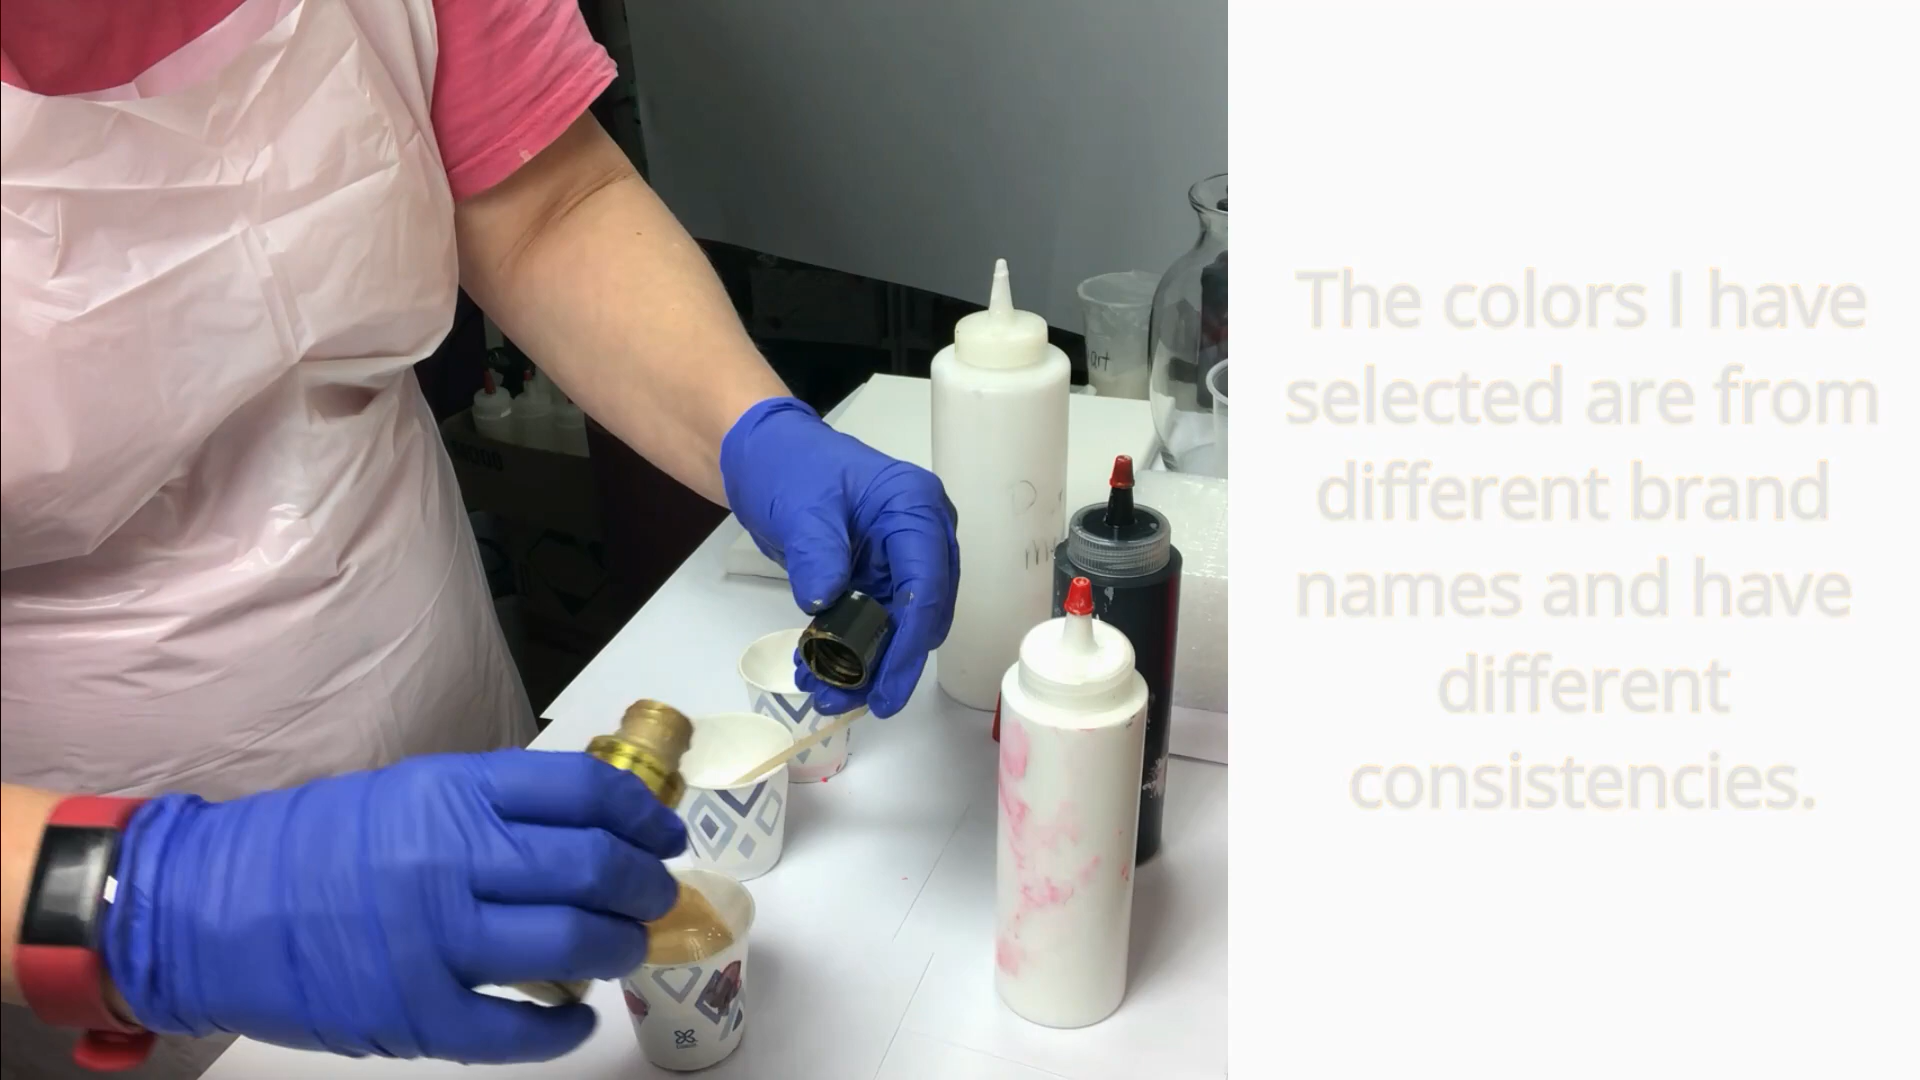 The colors I have
selected are from
different brand
names and have
different
consistencies.